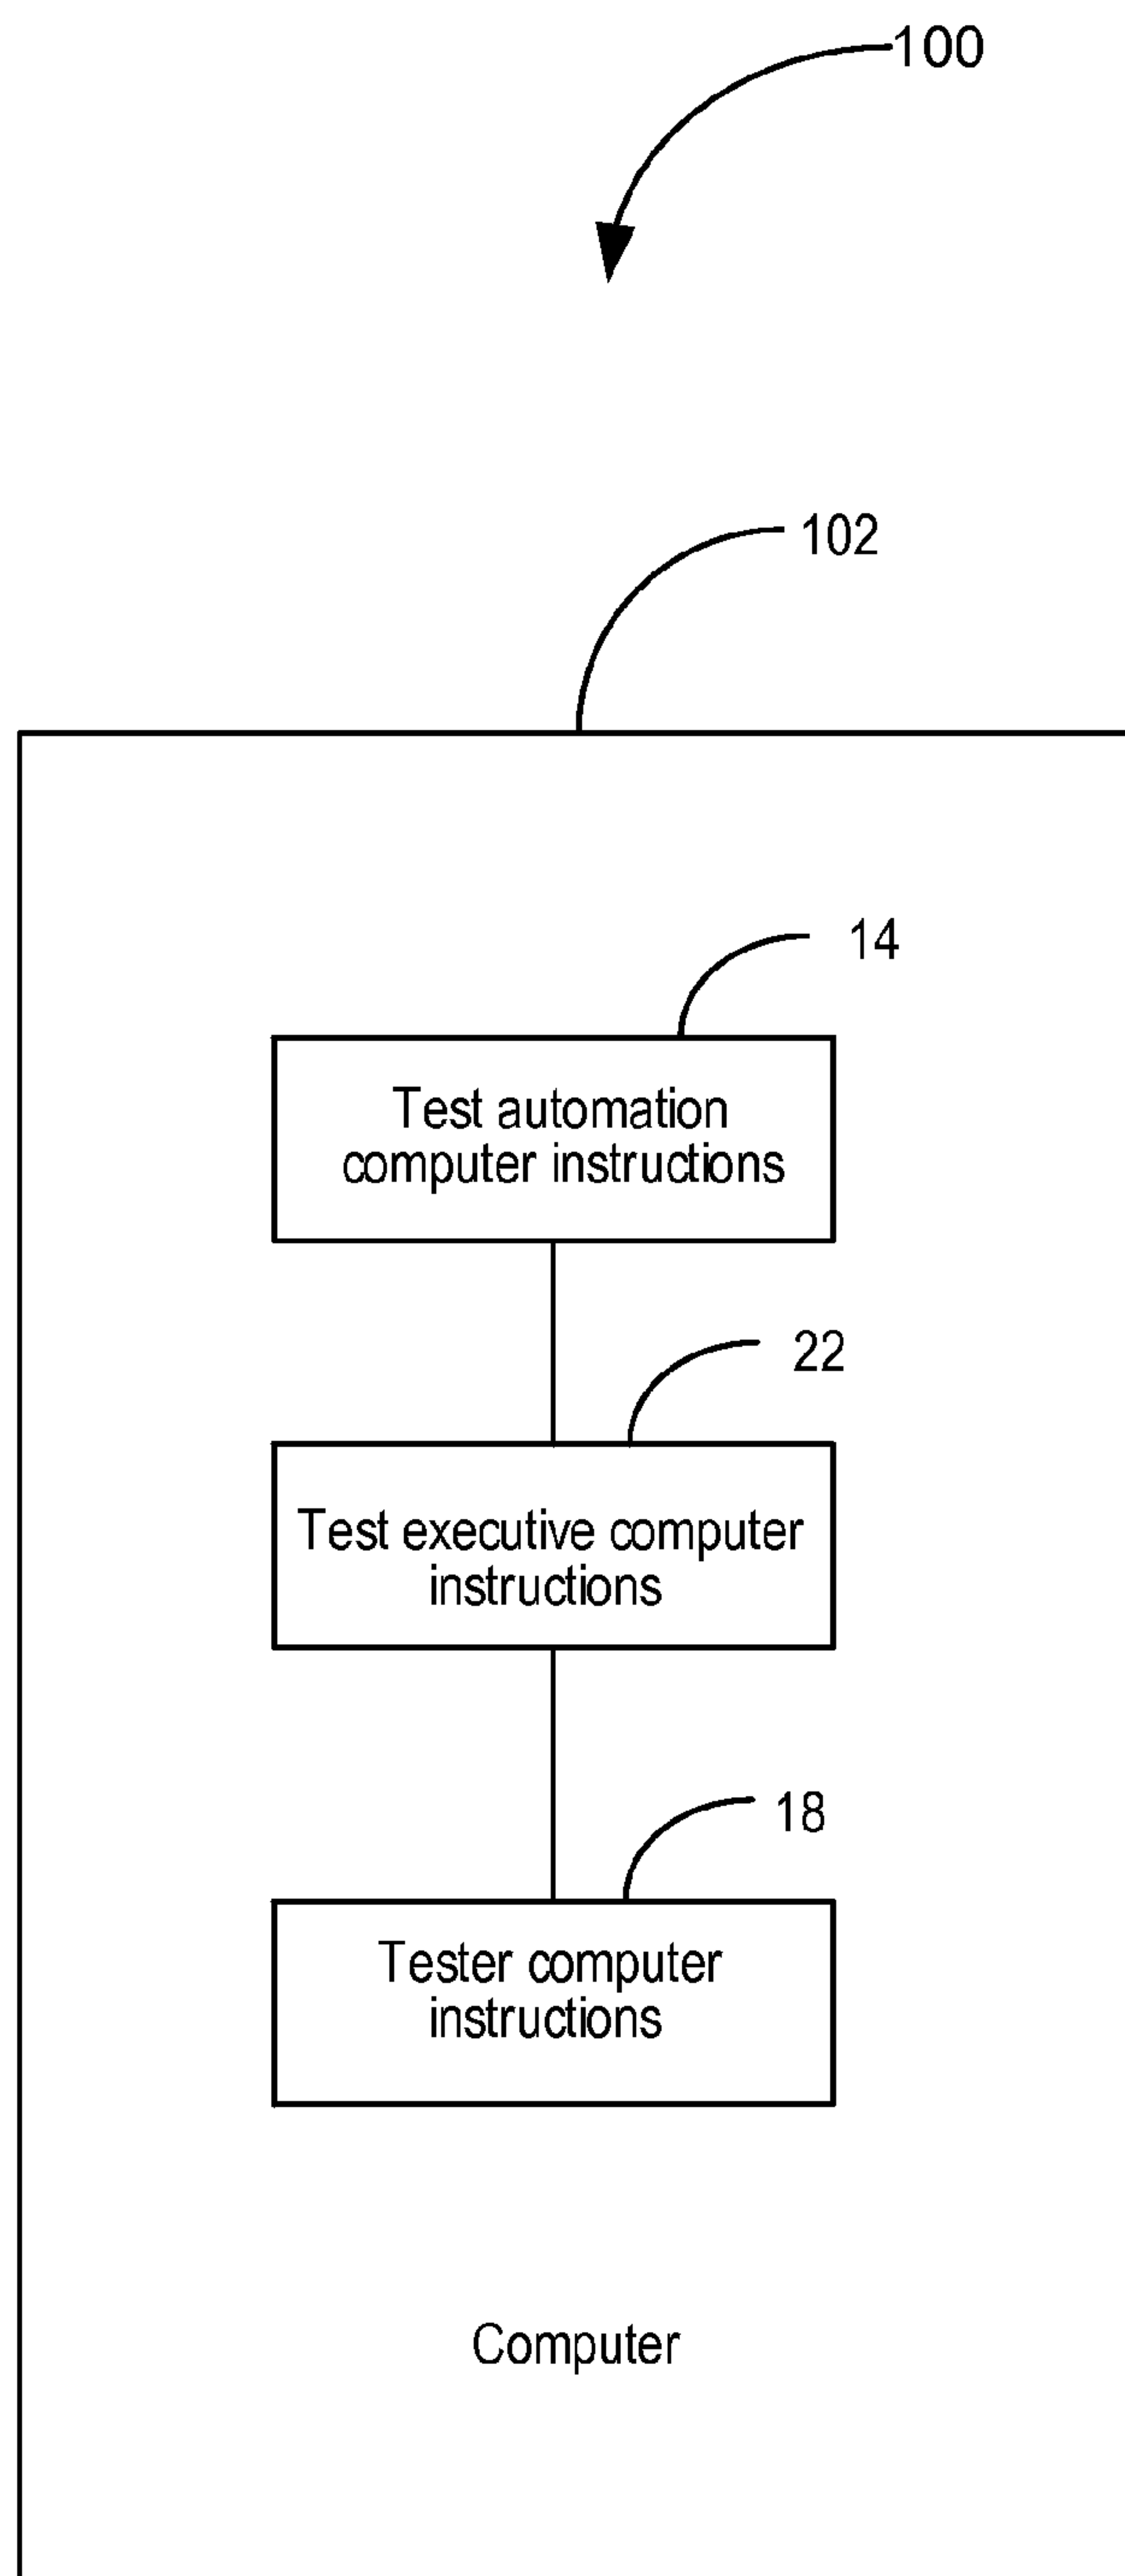 100
102
14
Test automation
computer instructions
22
Test executive computer
instructions
18
Tester computer
instructions
Computer